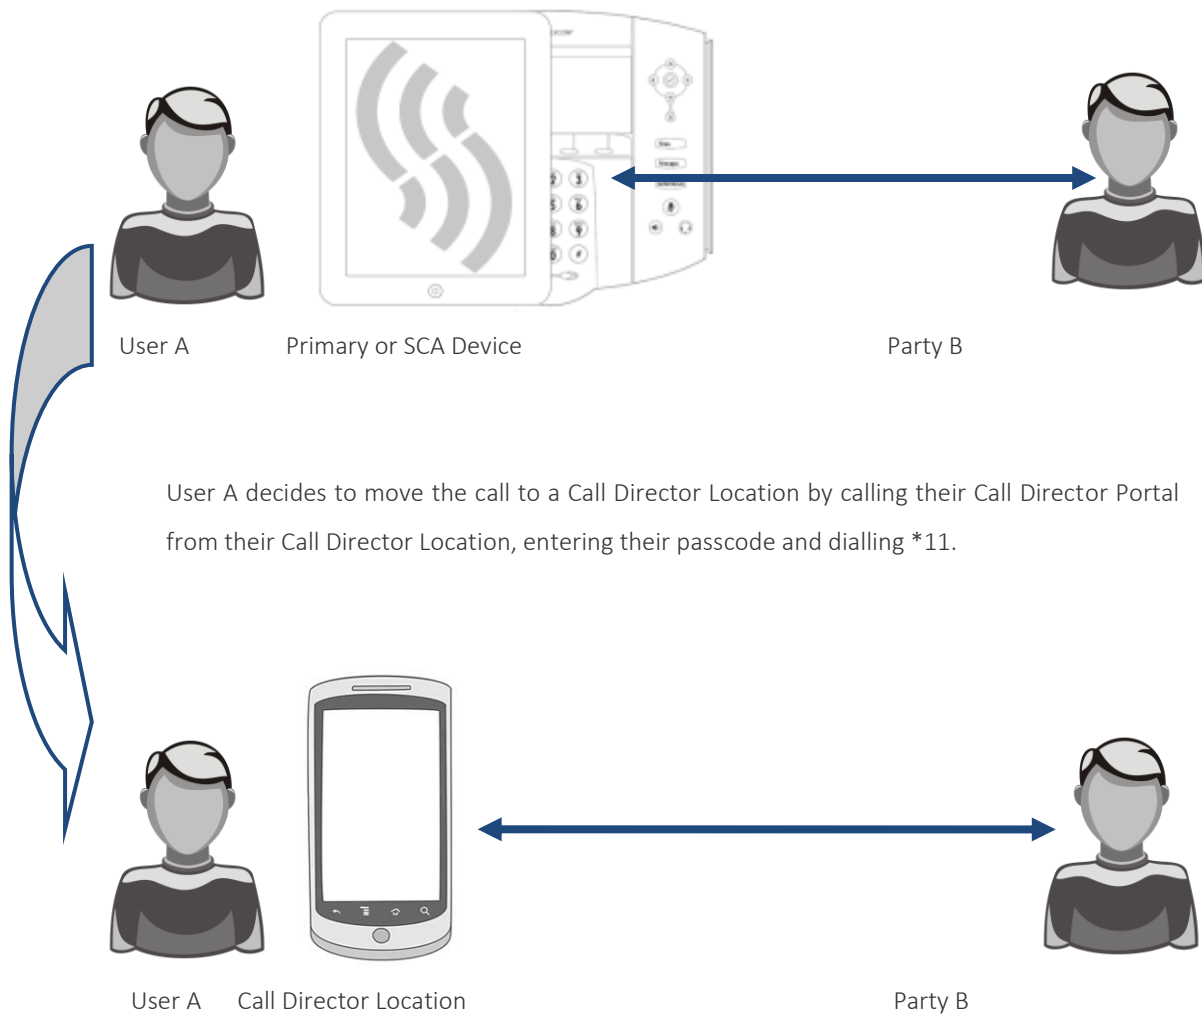 User A Primary or SCA Device Party B
User A decides to move the call to a Call Director Location by calling their Call Director Portal
from their Call Director Location, entering their passcode and dialling *11.
User A Call Director Location Party B